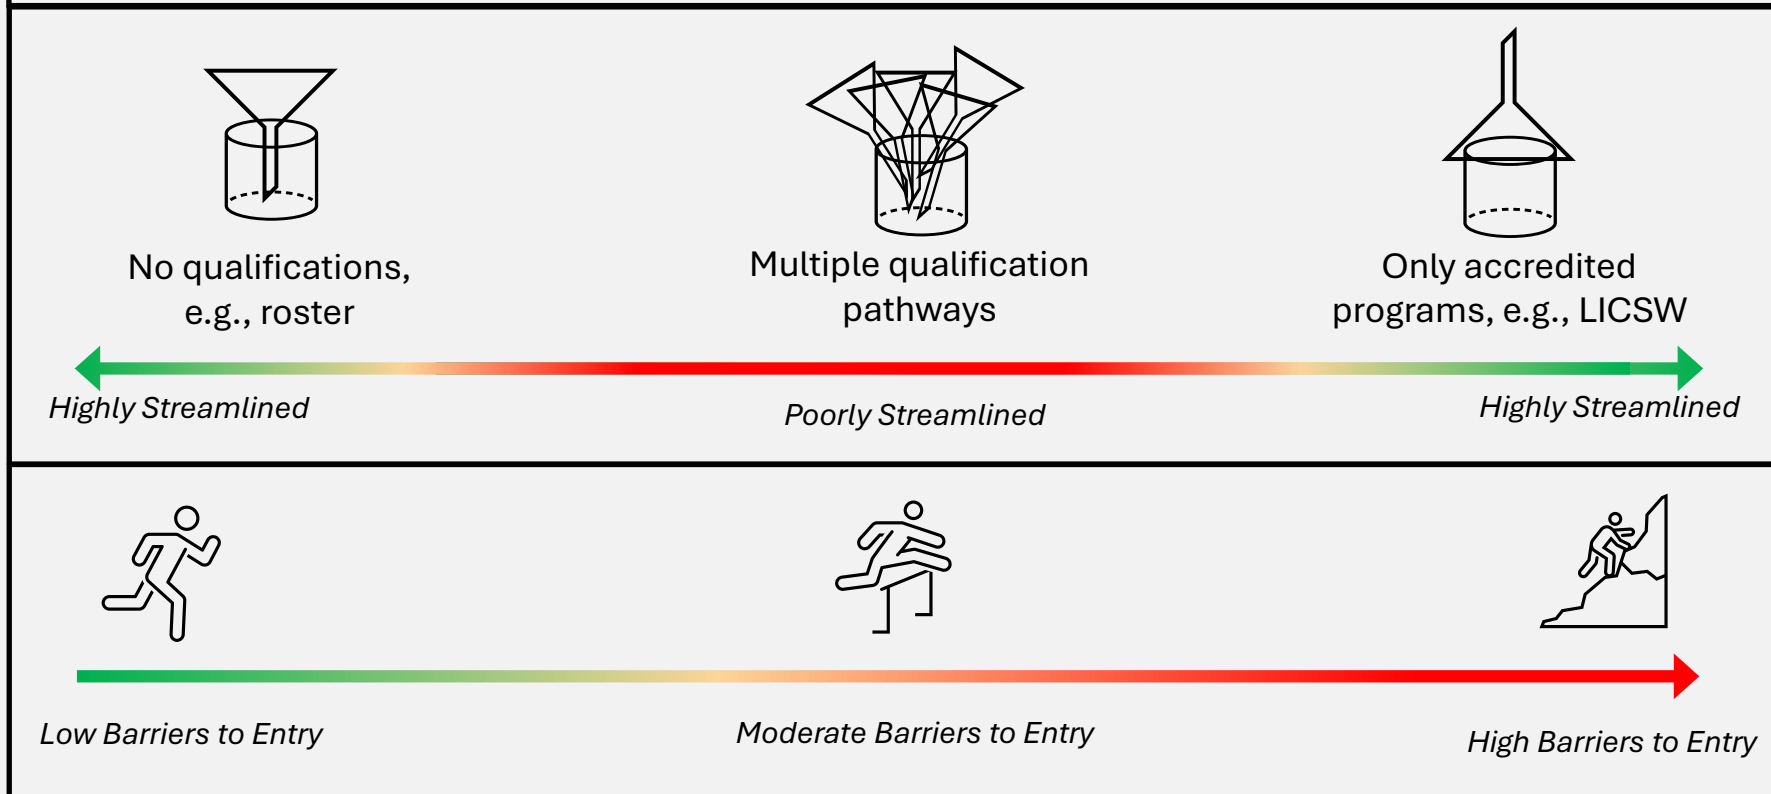 No qualifications,
e.g., roster
Multiple qualification
pathways
Only accredited
programs, e.g., LICSW
Highly Streamlined
Poorly Streamlined
Highly Streamlined
Low Barriers to Entry
Moderate Barriers to Entry
High Barriers to Entry